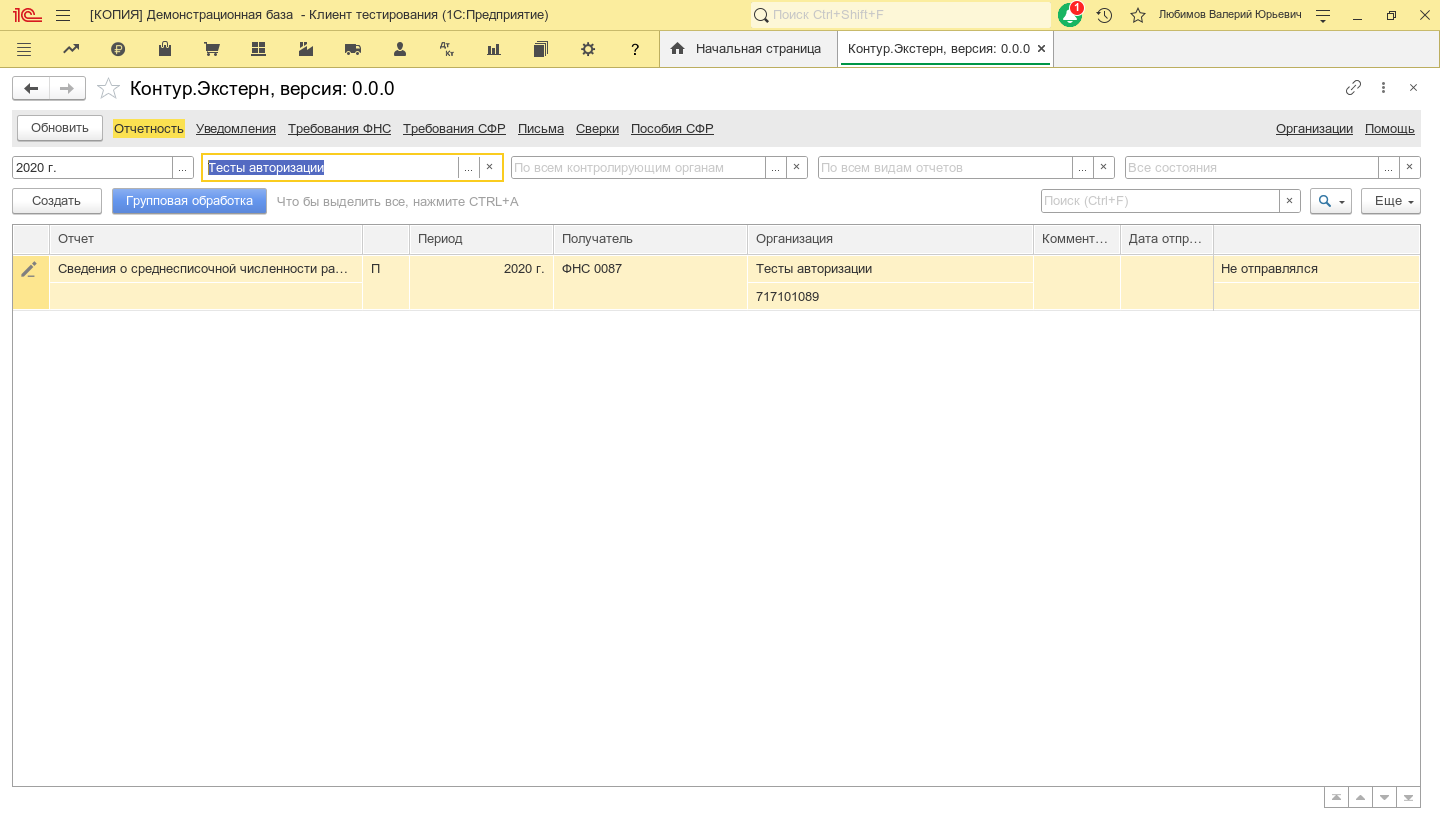 [КОПИЯ] Демонстрационная база - Клиент тестирования (1С:Предприятие)
Поиск Ctrl+Shift+F
1
Любимов Валерий Юрьевич
Дт Кт
?
Начальная страница
Контур.Экстерн, версия: 0.0.0
Контур.Экстерн, версия: 0.0.0
Обновить Отчетность Уведомления Требования ФНС Требования СФР Письма Сверки Пособия СФР Организации Помощь
2020 г. ... Тесты авторизации ... × По всем контролирующим органам ... × По всем видам отчетов ... × Все состояния ... ×
Создать Групповая обработка Что бы выделить все, нажмите CTRL+A Поиск (Ctrl+F) × Еще
Отчет Период Получатель Организация Коммент... Дата отпр...
Сведения о среднесписочной численности ра... П 2020 г. ФНС 0087 Тесты авторизации Не отправлялся
717101089